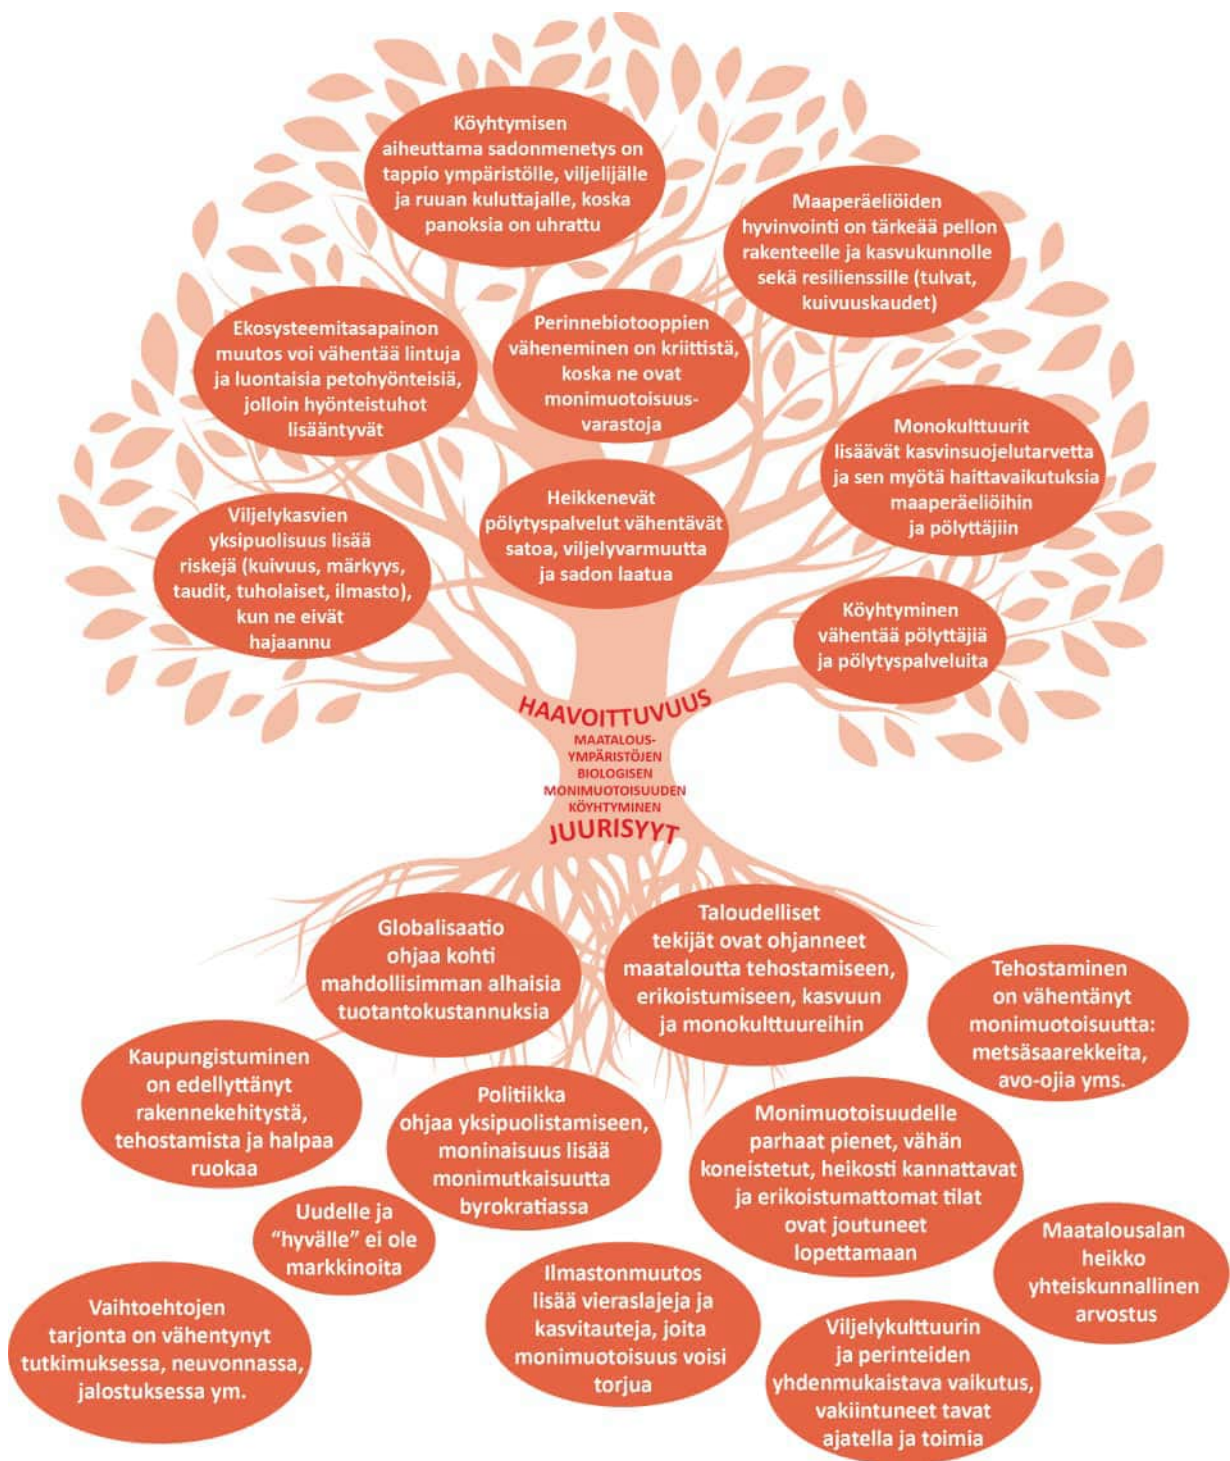 Köyhtymisen
aiheuttama sadonmenetys on
tappio ympäristölle, viljelijälle
ja ruuan kuluttajalle, koska
panoksia on uhrattu
Maaperäeliöiden
hyvinvointi on tärkeää pellon
rakenteelle ja kasvukunnolle
sekä resilienssille (tulvat,
kuivuuskaudet)
Ekosysteemitasapainon
muutos voi vähentää lintuja
ja luontaisia petohyönteisiä,
jolloin hyönteistuhot
lisääntyvät
Perinnebiotooppien
väheneminen on kriittistä,
koska ne ovat
monimuotoisuus-
varastoja
Monokulttuurit
lisäävät kasvinsuojelutarvetta
ja sen myötä haittavaikutuksia
maaperäeliöihin
ja pölyttäjiin
Viljelykasvien
yksipuolisuus lisää
riskejä (kuivuus, märkyys,
taudit, tuholaiset, ilmasto),
kun ne eivät
hajaannu
Heikkenevät
pölytyspalvelut vähentävät
satoa, viljelyvarmuutta
ja sadon laatua
Köyhtyminen
vähentää pölyttäjiä
ja pölytyspalveluita
HAAVOITTUVUUS
MAATALOUS-
YMPÄRISTÖJEN
BIOLOGISEN
MONIMUOTOISUUDEN
KÖYHTYMINEN
JUURISYYT
Globalisaatio
ohjaa kohti
mahdollisimman alhaisia
tuotantokustannuksia
Taloudelliset
tekijät ovat ohjanneet
maataloutta tehostamiseen,
erikoistumiseen, kasvuun
ja monokulttuureihin
Tehostaminen
on vähentänyt
monimuotoisuutta:
metsäsaarekkeita,
avo-ojia yms.
Kaupungistuminen
on edellyttänyt
rakennekehitystä,
tehostamista ja halpaa
ruokaa
Politiikka
ohjaa yksipuolistamiseen,
moninaisuus lisää
monimutkaisuutta
byrokratiassa
Monimuotoisuudelle
parhaat pienet, vähän
koneistetut, heikosti kannattavat
ja erikoistumattomat tilat
ovat joutuneet
lopettamaan
Uudelle ja
“hyvälle” ei ole
markkinoita
Maatalousalan
heikko
yhteiskunnallinen
arvostus
Ilmastonmuutos
lisää vieraslajeja ja
kasvitauteja, joita
monimuotoisuus voisi
torjua
Vaihtoehtojen
tarjonta on vähentynyt
tutkimuksessa, neuvonnassa,
jalostuksessa ym.
Viljelykulttuurin
ja perinteiden
yhdenmukaistava vaikutus,
vakiintuneet tavat
ajatella ja toimia